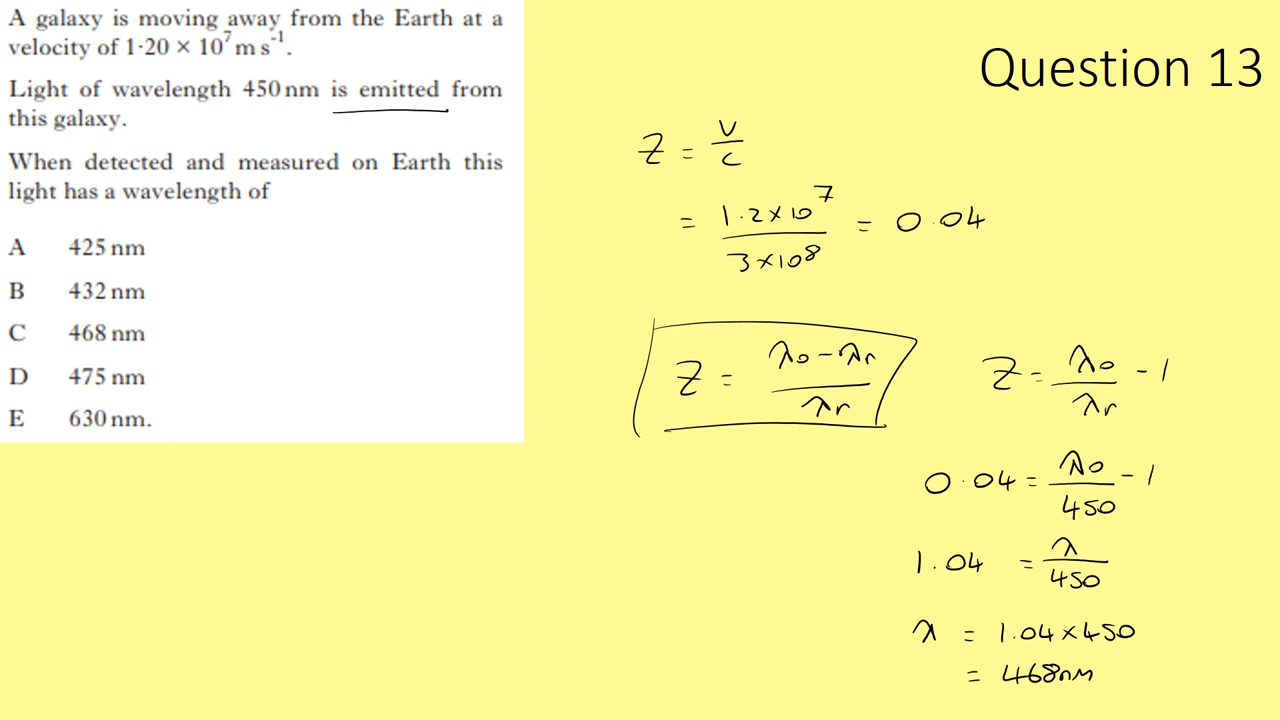 A galaxy is moving away from the Earth at a
velocity of 1·20 × 10⁷ m s⁻¹.
Light of wavelength 450 nm is emitted from
this galaxy.
When detected and measured on Earth this
light has a wavelength of
A 425 nm
B 432 nm
C 468 nm
D 475 nm
E 630 nm.
Question 13
Z = v/c
= 1.2×10⁷ / 3×10⁸ = 0.04
Z = λo − λr / λr
Z = λo/λr − 1
0.04 = λo/450 − 1
1.04 = λ/450
λ = 1.04 × 450
= 468nm